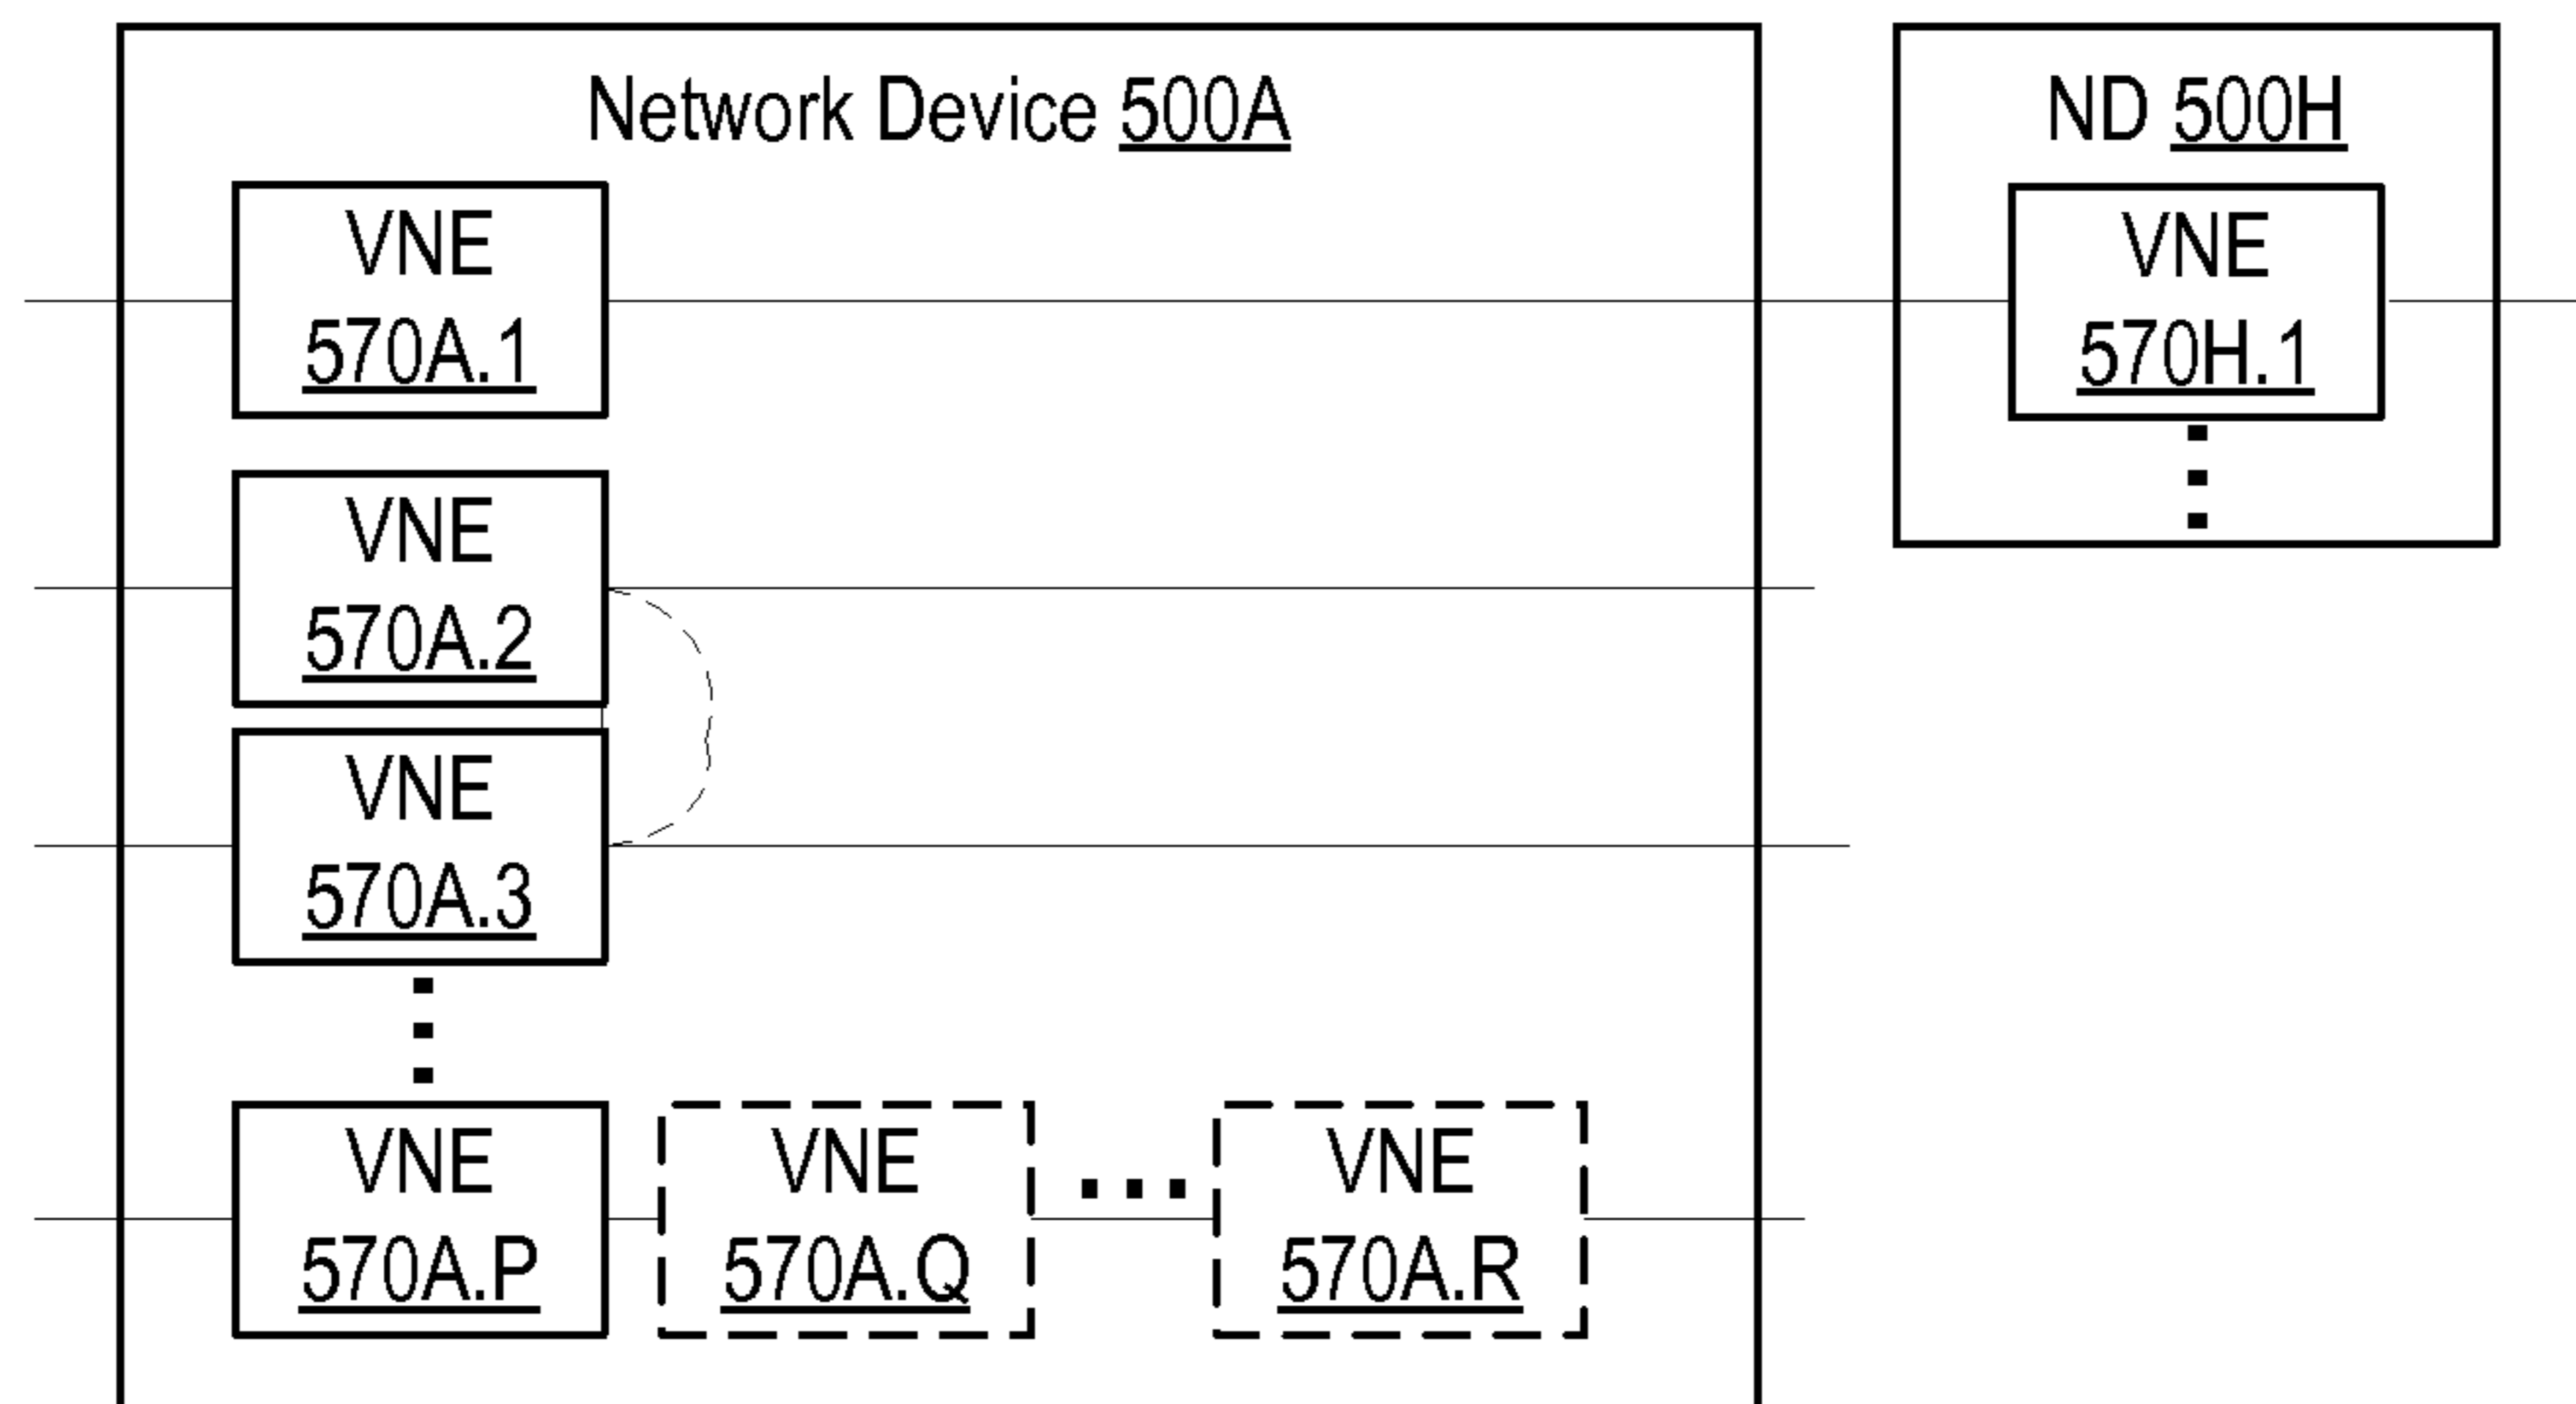 Network Device 500A
ND 500H
VNE
570A.1
VNE
570H.1
VNE
570A.2
VNE
570A.3
VNE
570A.P
VNE
570A.Q
VNE
570A.R